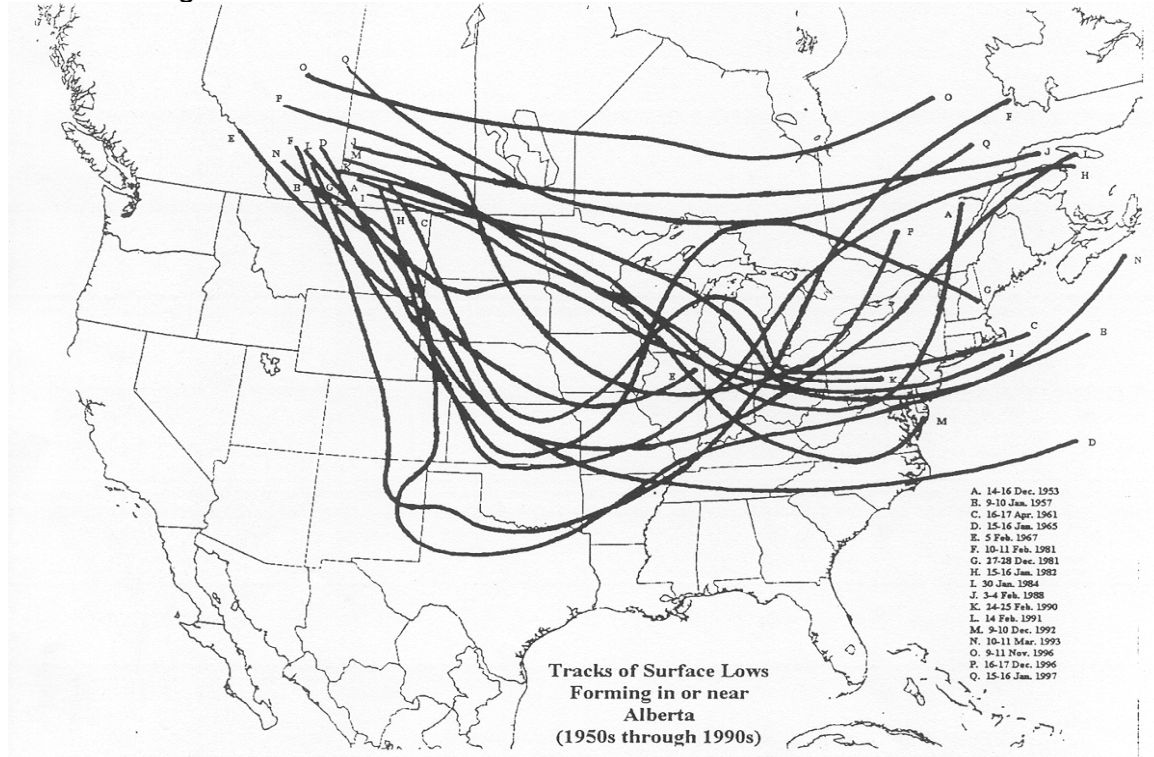 O
Q
P
E
F
L
D
J
M
N
K
B
G
A
I
H
C
O
F
Q
J
L
H
A
P
N
G
C
B
I
E
K
M
D
A. 14-16 Dec. 1953
B. 9-10 Jan. 1957
C. 16-17 Apr. 1961
D. 15-16 Jan. 1965
E. 5 Feb. 1967
F. 10-11 Feb. 1981
G. 27-28 Dec. 1981
H. 15-16 Jan. 1982
I. 30 Jan. 1984
J. 3-4 Feb. 1988
K. 24-25 Feb. 1990
L. 14 Feb. 1991
M. 9-10 Dec. 1992
N. 10-11 Mar. 1993
O. 9-11 Nov. 1996
P. 16-17 Dec. 1996
Q. 15-16 Jan. 1997
Tracks of Surface Lows
Forming in or near
Alberta
(1950s through 1990s)